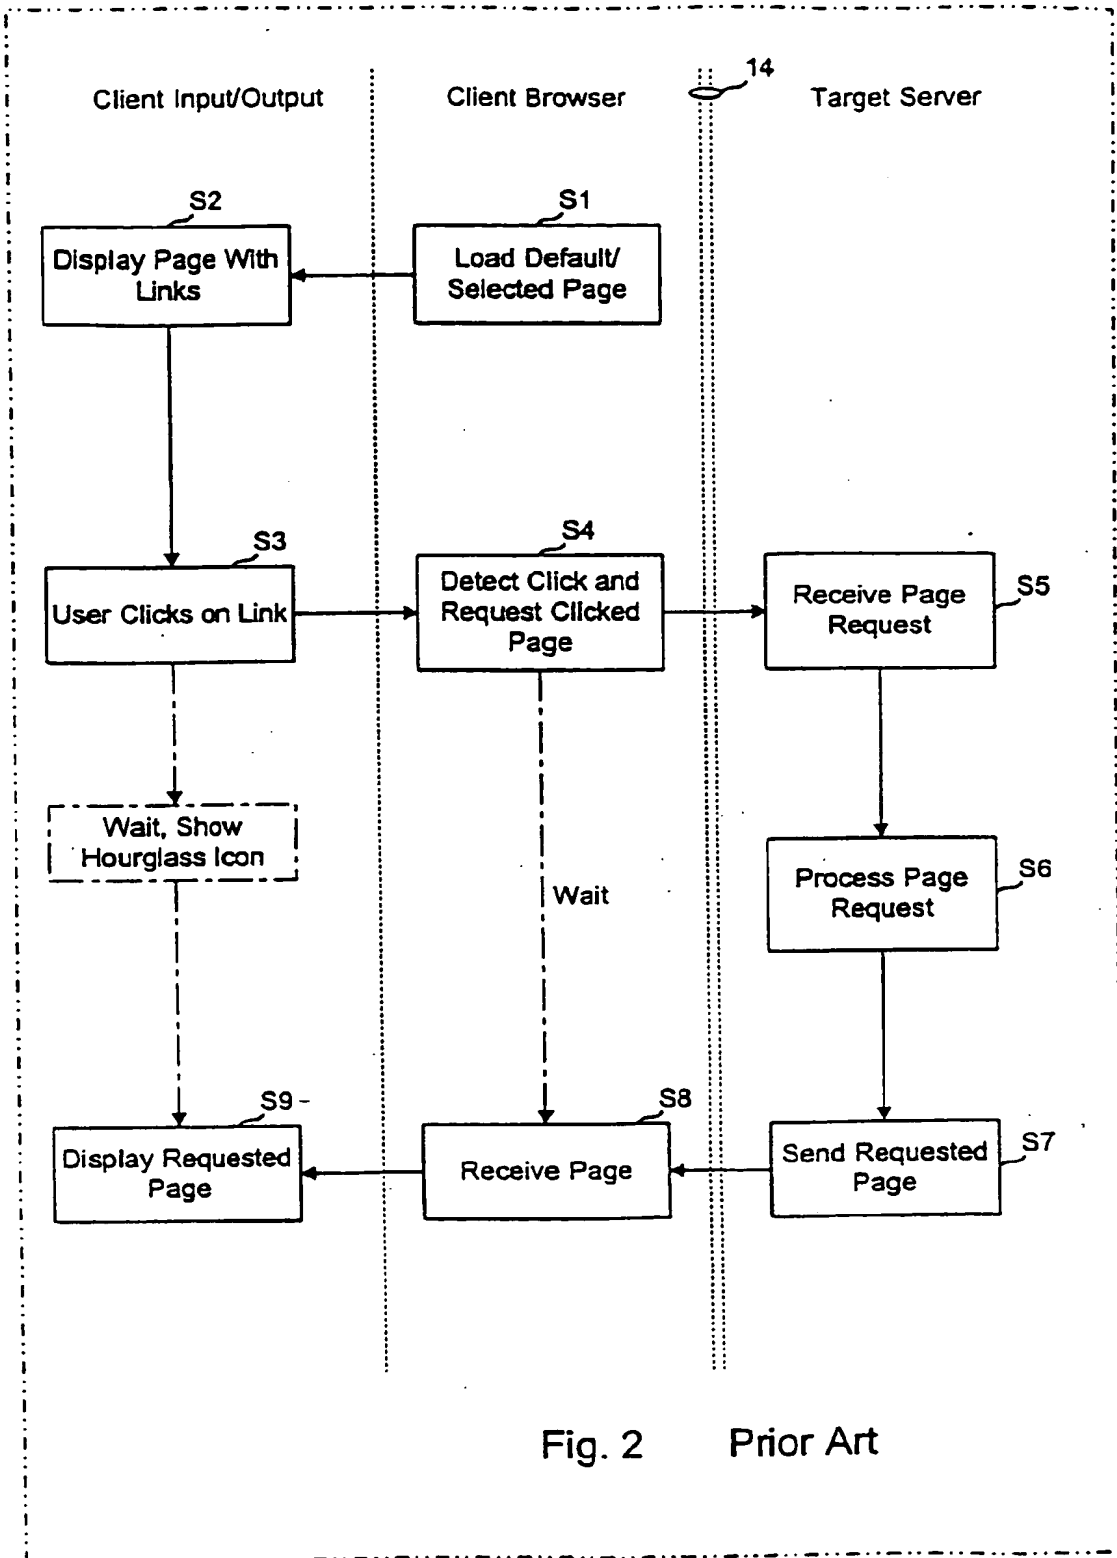 14
Client Input/Output
Client Browser
Target Server
S2
S1
Display Page With
Links
Load Default/
Selected Page
S3
S4
S5
User Clicks on Link
Detect Click and
Request Clicked
Page
Receive Page
Request
Wait, Show
Hourglass Icon
Wait
S6
Process Page
Request
S9
S8
S7
Display Requested
Page
Receive Page
Send Requested
Page
Fig. 2
Prior Art